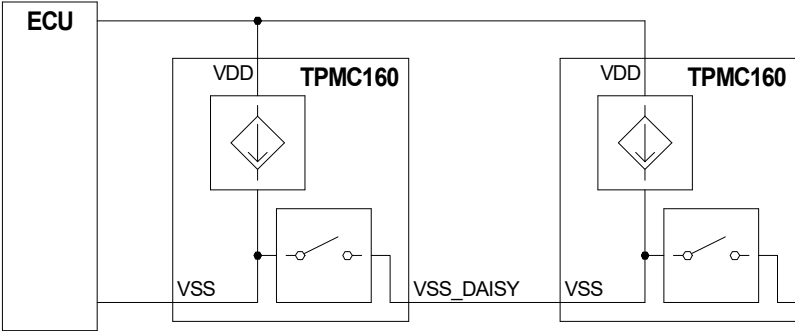 ECU
VDD
TPMC160
VDD
TPMC160
VSS
VSS_DAISY
VSS